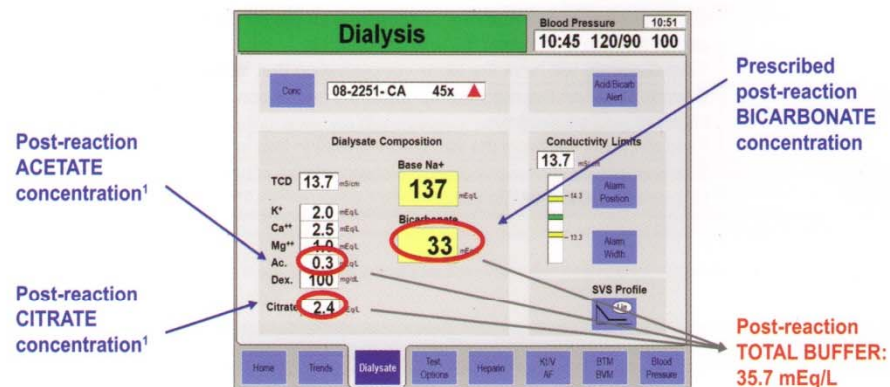 Dialysis
Blood Pressure 10:51
10:45 120/90 100
Conc
08-2251- CA 45x
Acid/Bicarb
Alert
Prescribed
post-reaction
BICARBONATE
concentration
Post-reaction
ACETATE
concentration¹
Post-reaction
CITRATE
concentration¹
Dialysate Composition
TCD 13.7 mS/cm
K⁺ 2.0 mEq/L
Ca⁺⁺ 2.5 mEq/L
Mg⁺⁺ 1.0 mEq/L
Ac. 0.3 mEq/L
Dex. 100 mg/dL
Citrate 2.4 mEq/L
Base Na+
137 mEq/L
Bicarbonate
33
Conductivity Limits
13.7 mS/cm
14.3
13.3
Alarm
Position
Alarm
Width
SVS Profile
Lin
Post-reaction
TOTAL BUFFER:
35.7 mEq/L
Home
Trends
Dialysate
Test,
Options
Heparin
Kt/V
AF
BTM
BVM
Blood
Pressure